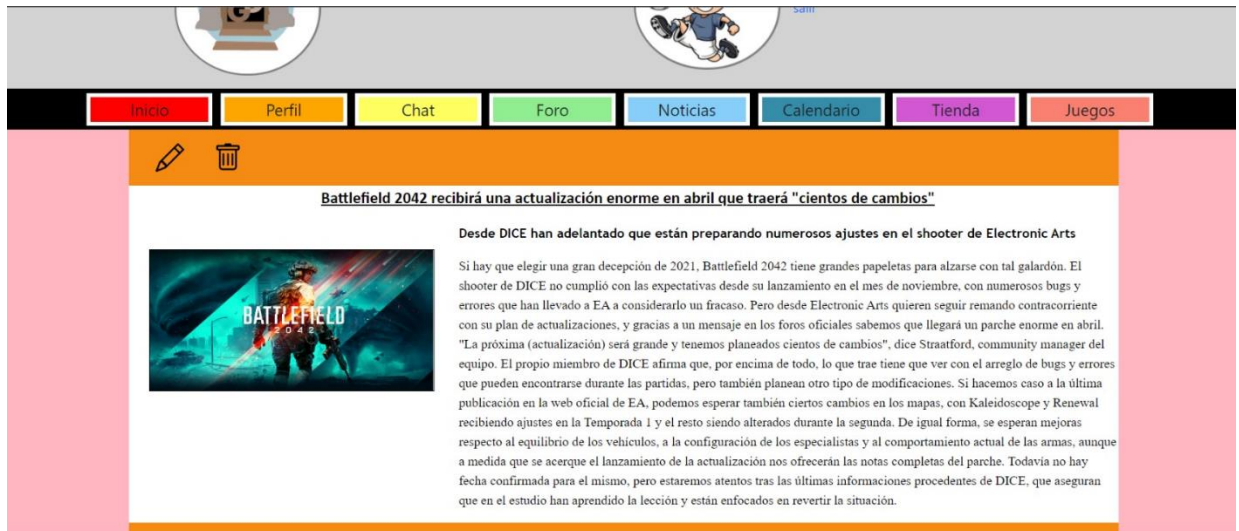 salir
Inicio
Perfil
Chat
Foro
Noticias
Calendario
Tienda
Juegos
Battlefield 2042 recibirá una actualización enorme en abril que traerá "cientos de cambios"
Desde DICE han adelantado que están preparando numerosos ajustes en el shooter de Electronic Arts
BATTLEFIELD
2042
Si hay que elegir una gran decepción de 2021, Battlefield 2042 tiene grandes papeletas para alzarse con tal galardón. El
shooter de DICE no cumplió con las expectativas desde su lanzamiento en el mes de noviembre, con numerosos bugs y
errores que han llevado a EA a considerarlo un fracaso. Pero desde Electronic Arts quieren seguir remando contracorriente
con su plan de actualizaciones, y gracias a un mensaje en los foros oficiales sabemos que llegará un parche enorme en abril.
"La próxima (actualización) será grande y tenemos planeados cientos de cambios", dice Straatford, community manager del
equipo. El propio miembro de DICE afirma que, por encima de todo, lo que trae tiene que ver con el arreglo de bugs y errores
que pueden encontrarse durante las partidas, pero también planean otro tipo de modificaciones. Si hacemos caso a la última
publicación en la web oficial de EA, podemos esperar también ciertos cambios en los mapas, con Kaleidoscope y Renewal
recibiendo ajustes en la Temporada 1 y el resto siendo alterados durante la segunda. De igual forma, se esperan mejoras
respecto al equilibrio de los vehículos, a la configuración de los especialistas y al comportamiento actual de las armas, aunque
a medida que se acerque el lanzamiento de la actualización nos ofrecerán las notas completas del parche. Todavía no hay
fecha confirmada para el mismo, pero estaremos atentos tras las últimas informaciones procedentes de DICE, que aseguran
que en el estudio han aprendido la lección y están enfocados en revertir la situación.